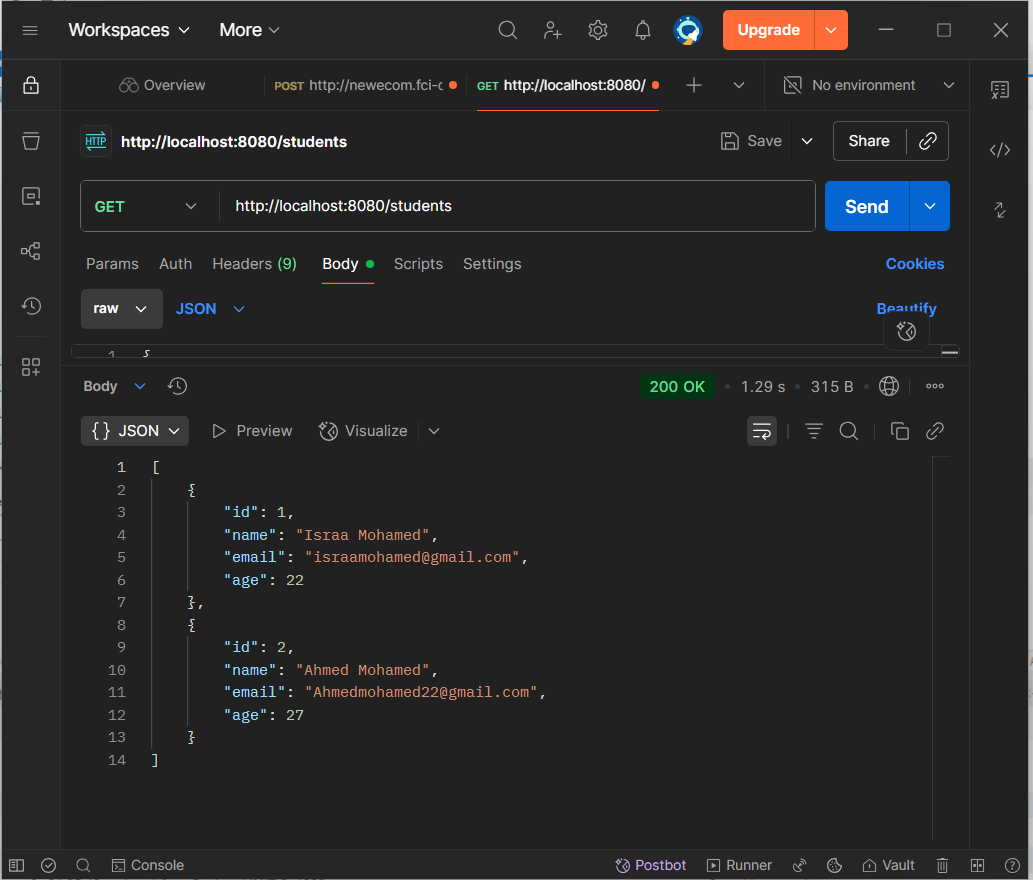 Workspaces More Upgrade
Overview POST http://newecom.fci-c GET http://localhost:8080/ No environment
HTTP http://localhost:8080/students Save Share
GET http://localhost:8080/students Send
Params Auth Headers (9) Body Scripts Settings Cookies
raw JSON Beautify
1 {
Body 200 OK 1.29 s 315 B
{} JSON Preview Visualize
1 [
2 {
3 "id": 1,
4 "name": "Israa Mohamed",
5 "email": "israamohamed@gmail.com",
6 "age": 22
7 },
8 {
9 "id": 2,
10 "name": "Ahmed Mohamed",
11 "email": "Ahmedmohamed22@gmail.com",
12 "age": 27
13 }
14 ]
Console Postbot Runner Vault